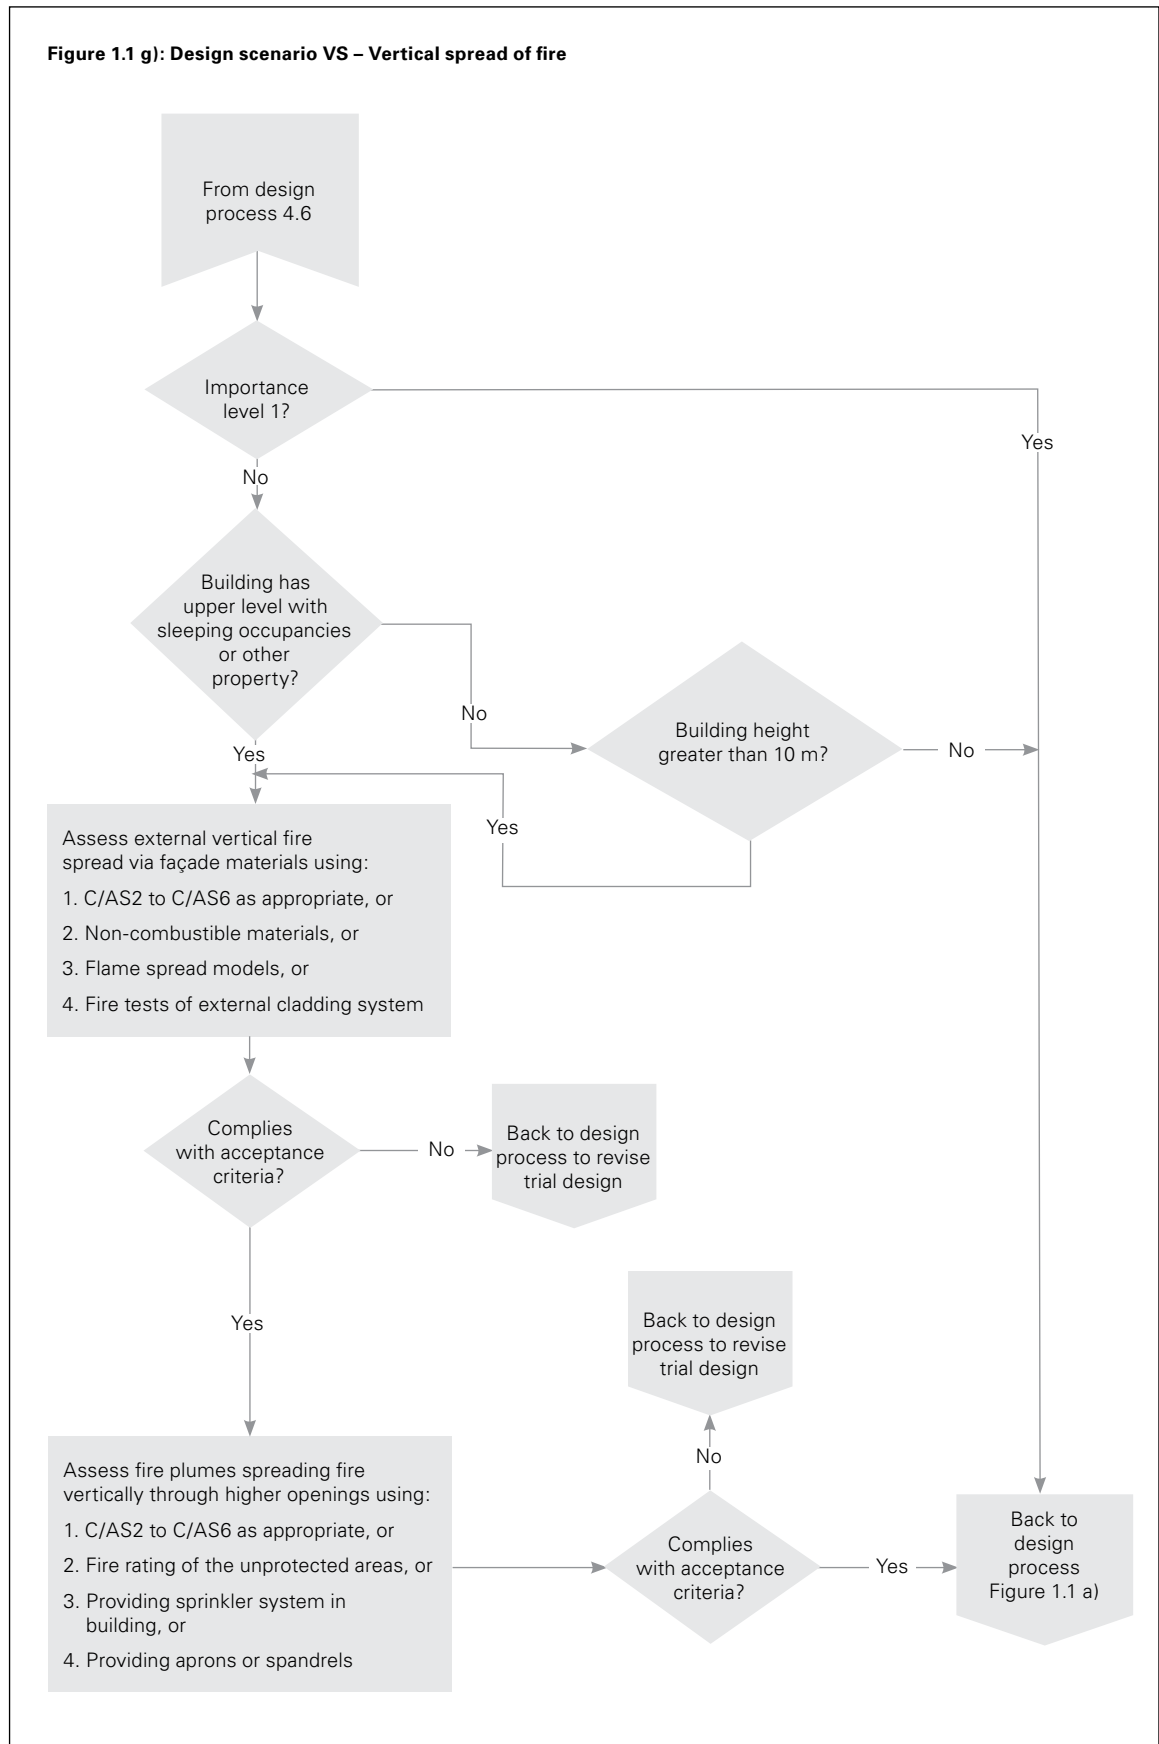 Figure 1.1 g): Design scenario VS – Vertical spread of fire
From design
process 4.6
Importance
level 1?
Yes
No
Building has
upper level with
sleeping occupancies
or other
property?
No
Building height
greater than 10 m?
No
Yes
Yes
Assess external vertical fire
spread via façade materials using:
1. C/AS2 to C/AS6 as appropriate, or
2. Non-combustible materials, or
3. Flame spread models, or
4. Fire tests of external cladding system
Complies
with acceptance
criteria?
No
Back to design
process to revise
trial design
Yes
Back to design
process to revise
trial design
No
Assess fire plumes spreading fire
vertically through higher openings using:
1. C/AS2 to C/AS6 as appropriate, or
2. Fire rating of the unprotected areas, or
3. Providing sprinkler system in
building, or
4. Providing aprons or spandrels
Complies
with acceptance
criteria?
Yes
Back to
design
process
Figure 1.1 a)